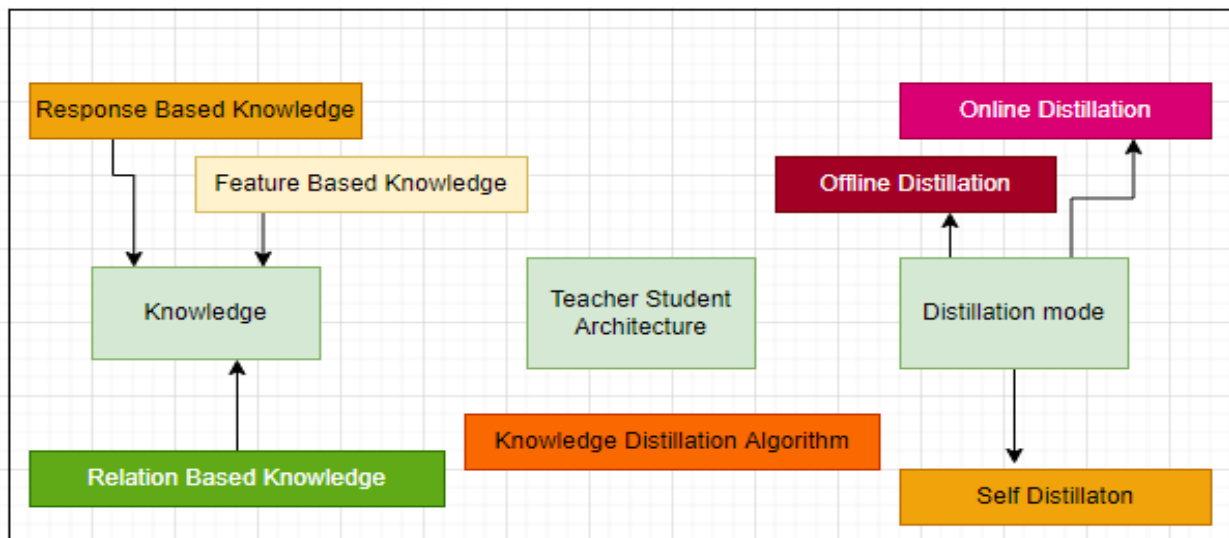 Response Based Knowledge
Online Distillation
Feature Based Knowledge
Offline Distillation
Knowledge
Teacher Student
Architecture
Distillation mode
Knowledge Distillation Algorithm
Relation Based Knowledge
Self Distillaton